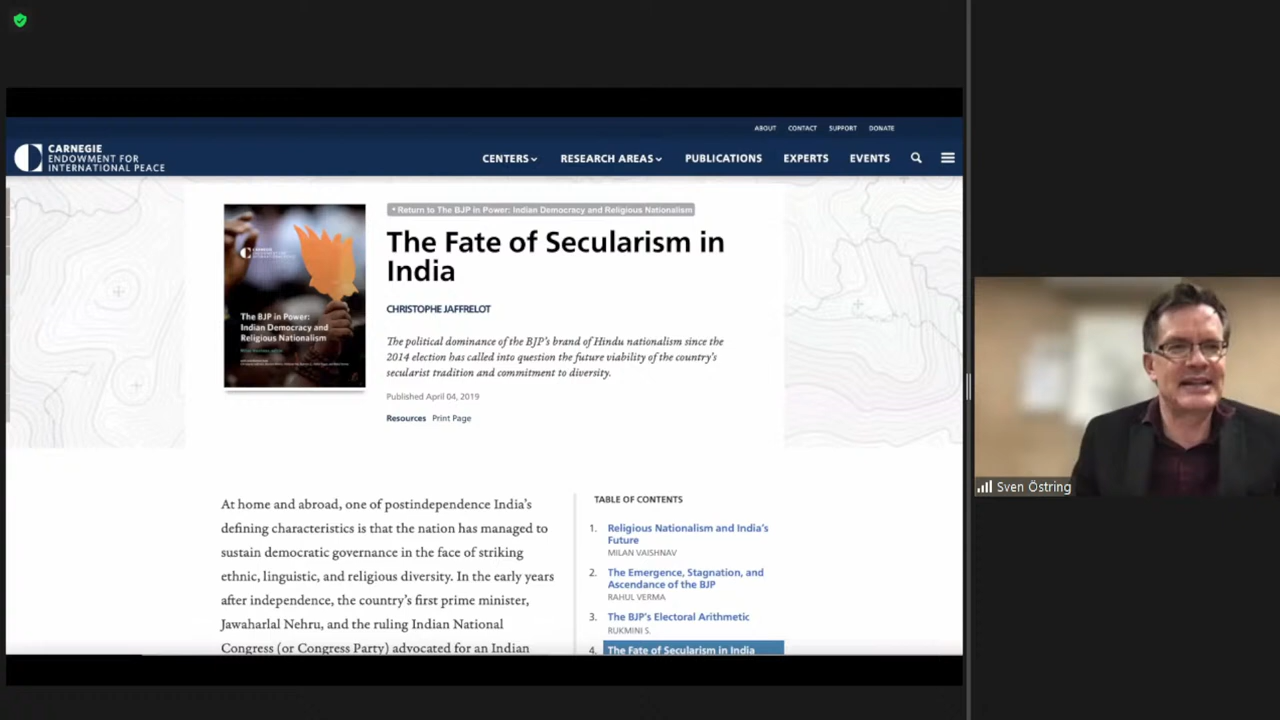 ABOUT CONTACT SUPPORT DONATE
CARNEGIE
ENDOWMENT FOR
INTERNATIONAL PEACE
CENTERS RESEARCH AREAS PUBLICATIONS EXPERTS EVENTS
* Return to The BJP in Power: Indian Democracy and Religious Nationalism
The Fate of Secularism in
India
CHRISTOPHE JAFFRELOT
The political dominance of the BJP's brand of Hindu nationalism since the
2014 election has called into question the future viability of the country's
secularist tradition and commitment to diversity.
Published April 04, 2019
Resources Print Page
The BJP in Power:
Indian Democracy and
Religious Nationalism
At home and abroad, one of postindependence India's
defining characteristics is that the nation has managed to
sustain democratic governance in the face of striking
ethnic, linguistic, and religious diversity. In the early years
after independence, the country's first prime minister,
Jawaharlal Nehru, and the ruling Indian National
Congress (or Congress Party) advocated for an Indian
TABLE OF CONTENTS
1. Religious Nationalism and India's
Future
MILAN VAISHNAV
2. The Emergence, Stagnation, and
Ascendance of the BJP
RAHUL VERMA
3. The BJP's Electoral Arithmetic
RUKMINI S.
4. The Fate of Secularism in India
Sven Östring